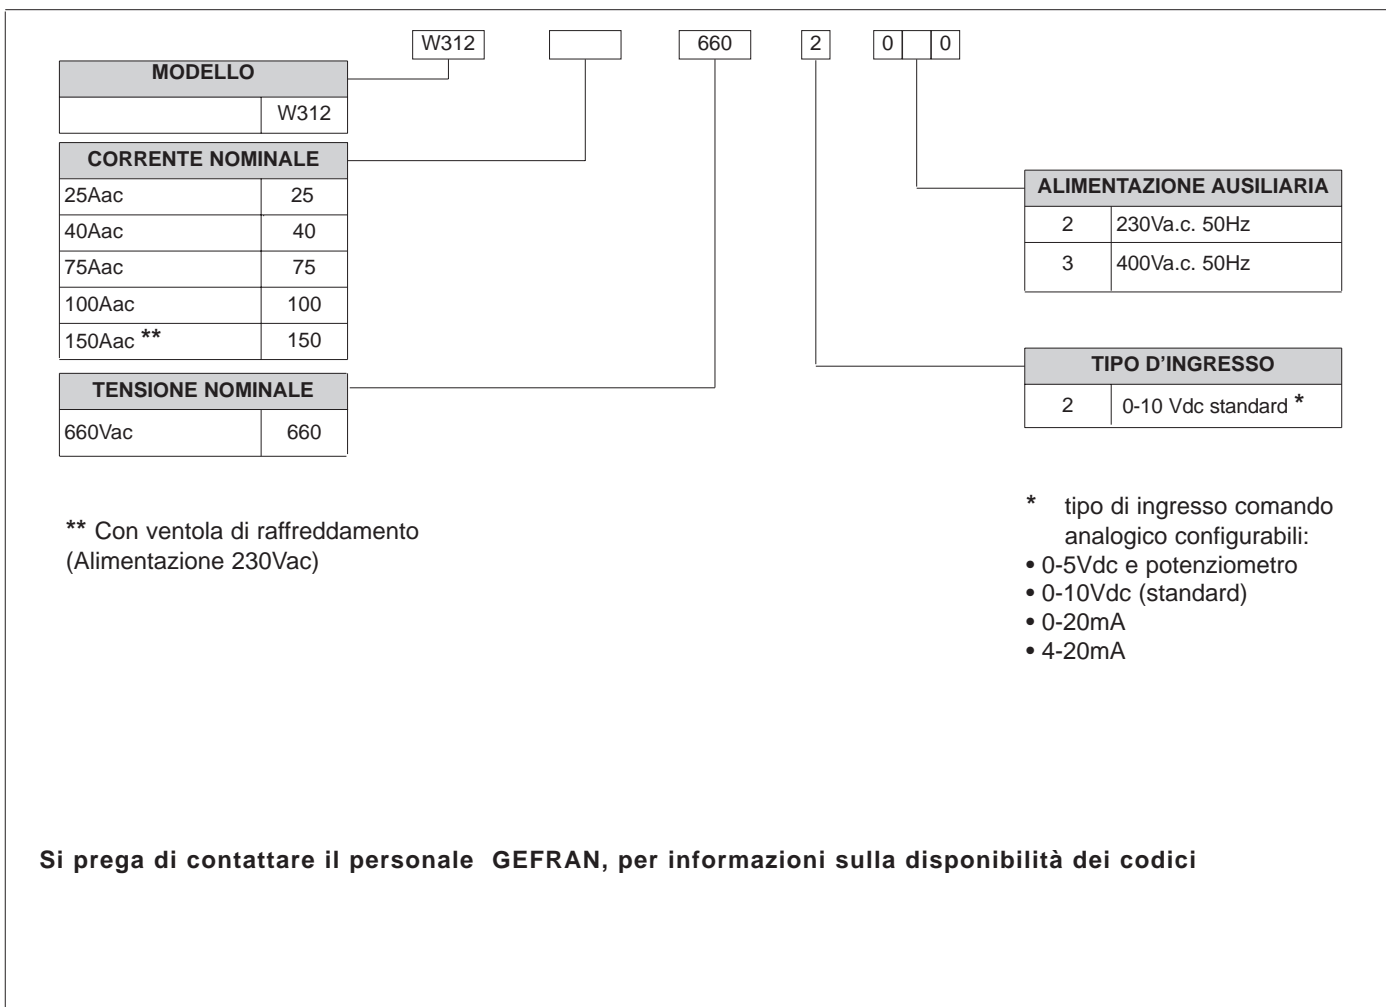 W312 660 2 0 0
MODELLO
W312
CORRENTE NOMINALE
25Aac 25
40Aac 40
75Aac 75
100Aac 100
150Aac ** 150
TENSIONE NOMINALE
660Vac 660
ALIMENTAZIONE AUSILIARIA
2 230Va.c. 50Hz
3 400Va.c. 50Hz
TIPO D’INGRESSO
2 0-10 Vdc standard *
** Con ventola di raffreddamento
(Alimentazione 230Vac)
* tipo di ingresso comando
analogico configurabili:
• 0-5Vdc e potenziometro
• 0-10Vdc (standard)
• 0-20mA
• 4-20mA
Si prega di contattare il personale GEFRAN, per informazioni sulla disponibilità dei codici